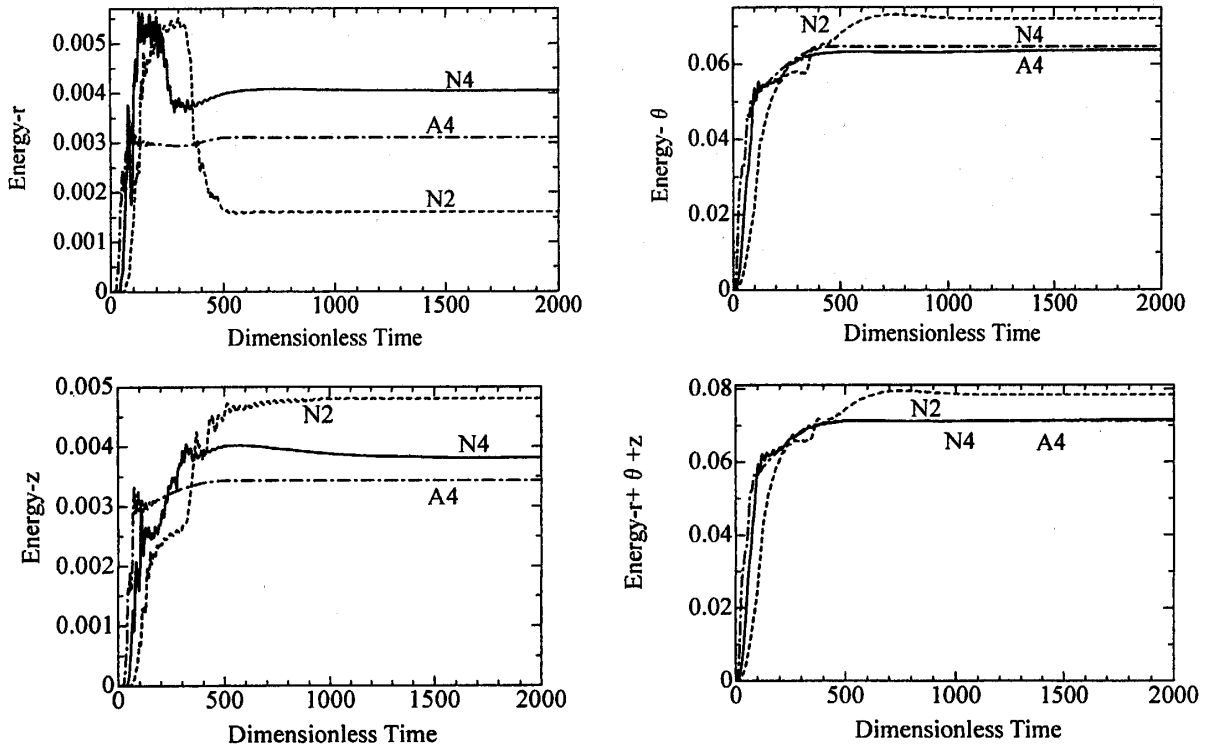 0.005
0.004
0.003
0.002
0.001
0
Energy-r
N4
A4
N2
0 500 1000 1500 2000
Dimensionless Time
0.06
0.04
0.02
0
Energy- θ
N2
N4
A4
0 500 1000 1500 2000
Dimensionless Time
0.005
0.004
0.003
0.002
0.001
0
Energy-z
N2
N4
A4
0 500 1000 1500 2000
Dimensionless Time
0.08
0.06
0.04
0.02
0
Energy-r+ θ +z
N2
N4 A4
0 500 1000 1500 2000
Dimensionless Time